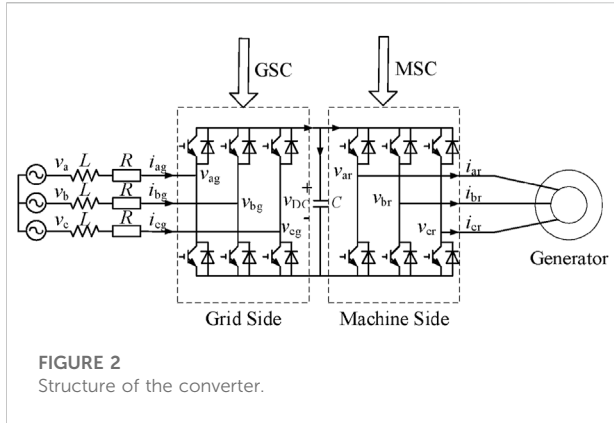 GSC
MSC
v_a L R i_ag
v_b L R i_bg
v_c L R i_cg
v_ag
v_bg
v_cg
v_DC
+
-
C
v_ar
v_br
v_cr
i_ar
i_br
i_cr
Generator
Grid Side
Machine Side
FIGURE 2
Structure of the converter.